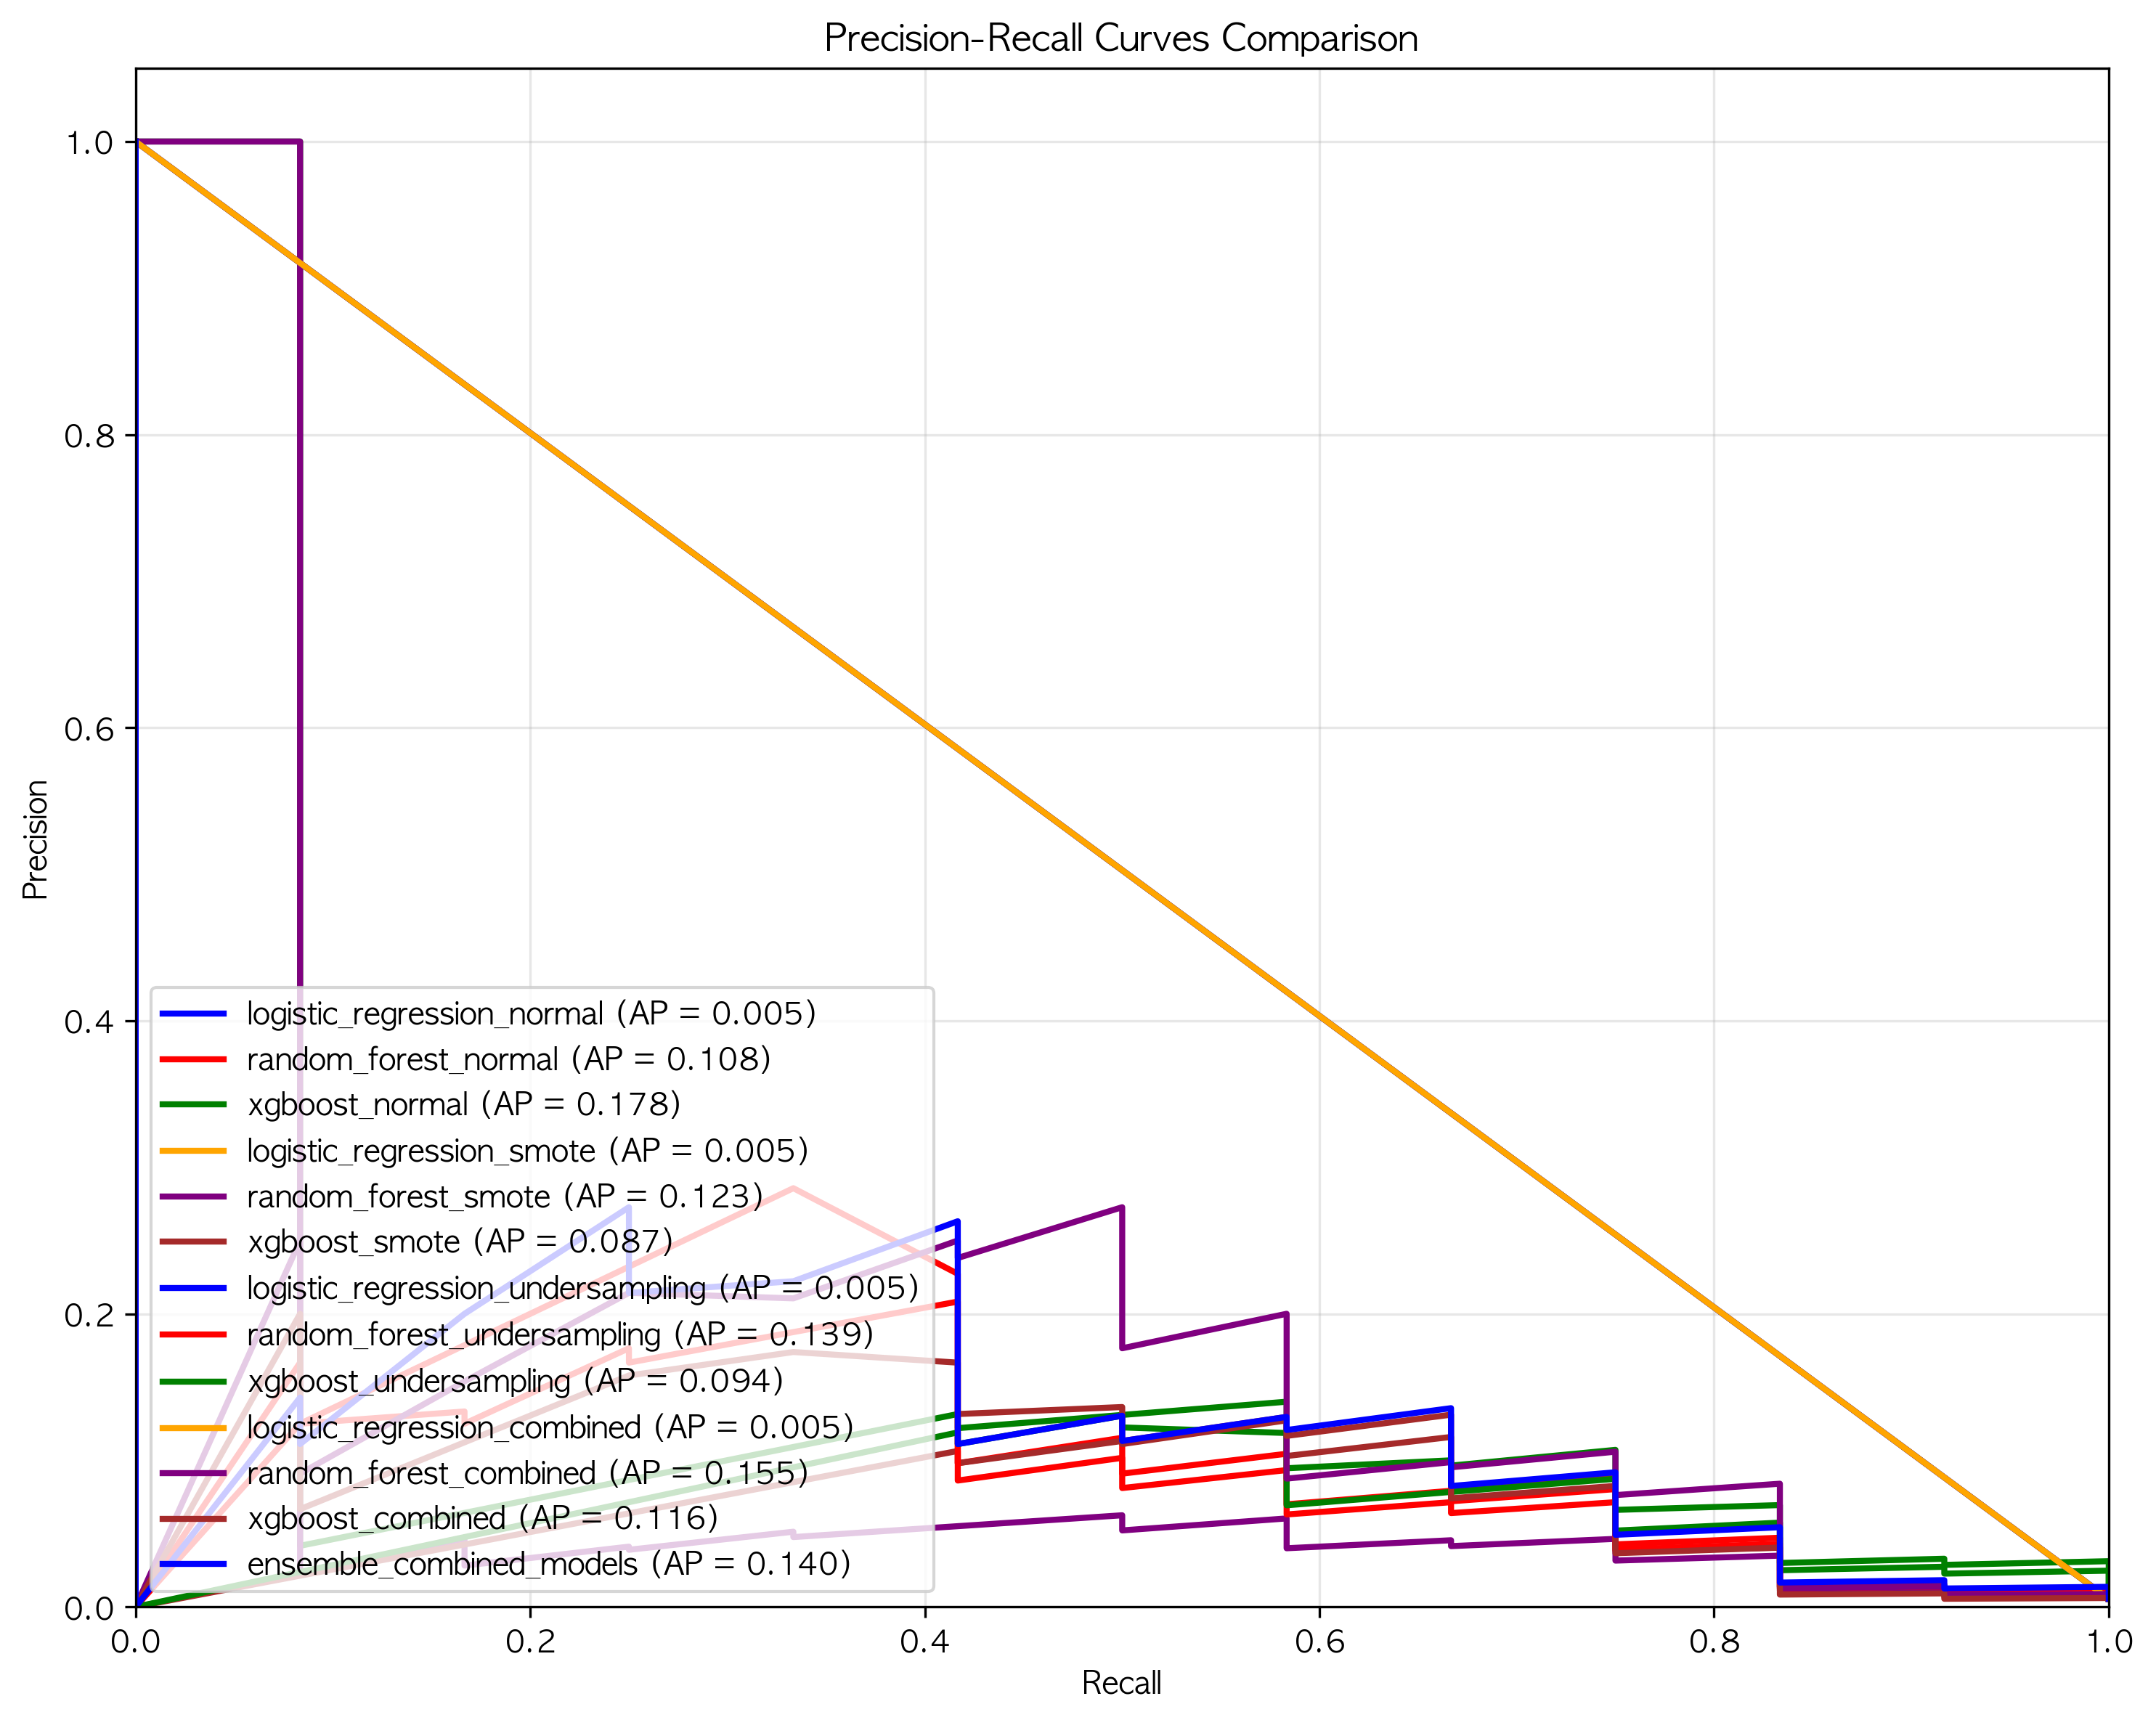 Precision-Recall Curves Comparison
1.0
0.8
0.6
0.4
0.2
0.0
Precision
logistic_regression_normal (AP = 0.005)
random_forest_normal (AP = 0.108)
xgboost_normal (AP = 0.178)
logistic_regression_smote (AP = 0.005)
random_forest_smote (AP = 0.123)
xgboost_smote (AP = 0.087)
logistic_regression_undersampling (AP = 0.005)
random_forest_undersampling (AP = 0.139)
xgboost_undersampling (AP = 0.094)
logistic_regression_combined (AP = 0.005)
random_forest_combined (AP = 0.155)
xgboost_combined (AP = 0.116)
ensemble_combined_models (AP = 0.140)
0.0 0.2 0.4 0.6 0.8 1.0
Recall